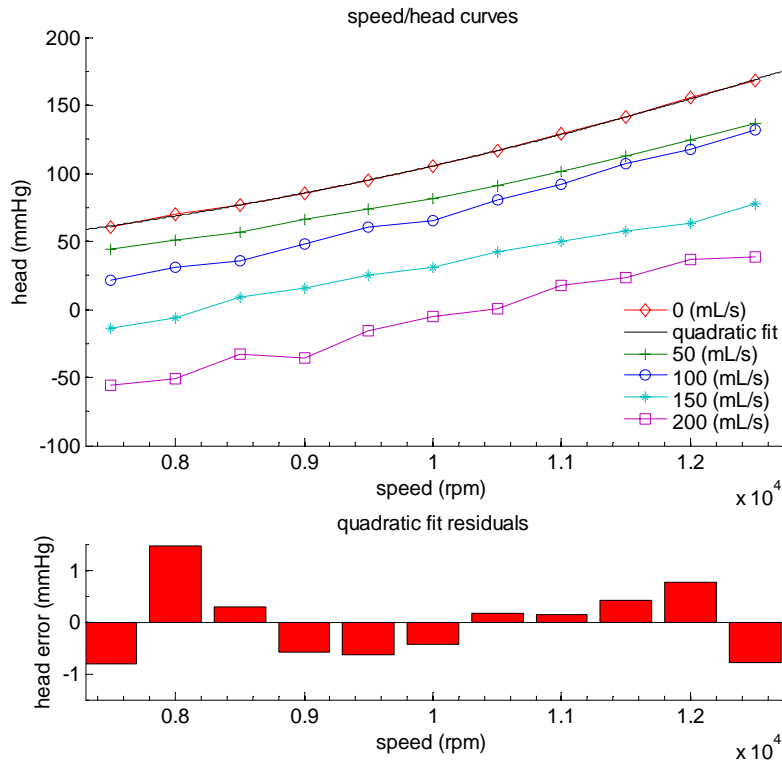 speed/head curves
200
150
100
50
0
-50
-100
head (mmHg)
0 (mL/s)
quadratic fit
50 (mL/s)
100 (mL/s)
150 (mL/s)
200 (mL/s)
0.8 0.9 1 1.1 1.2
speed (rpm)
x 10^4
quadratic fit residuals
1
0
-1
head error (mmHg)
0.8 0.9 1 1.1 1.2
speed (rpm)
x 10^4